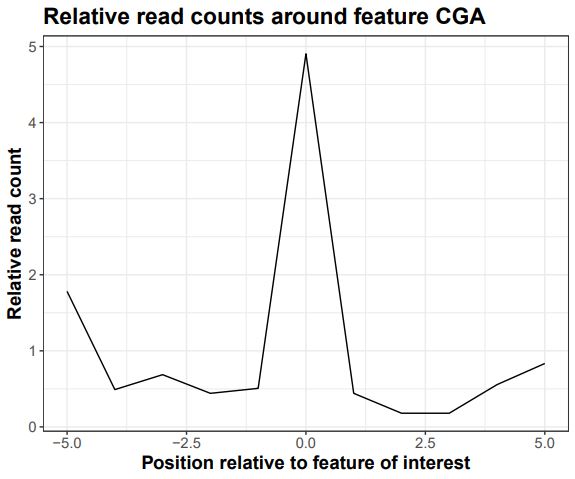 Relative read counts around feature CGA
Relative read count
5
4
3
2
1
0
−5.0 −2.5 0.0 2.5 5.0
Position relative to feature of interest